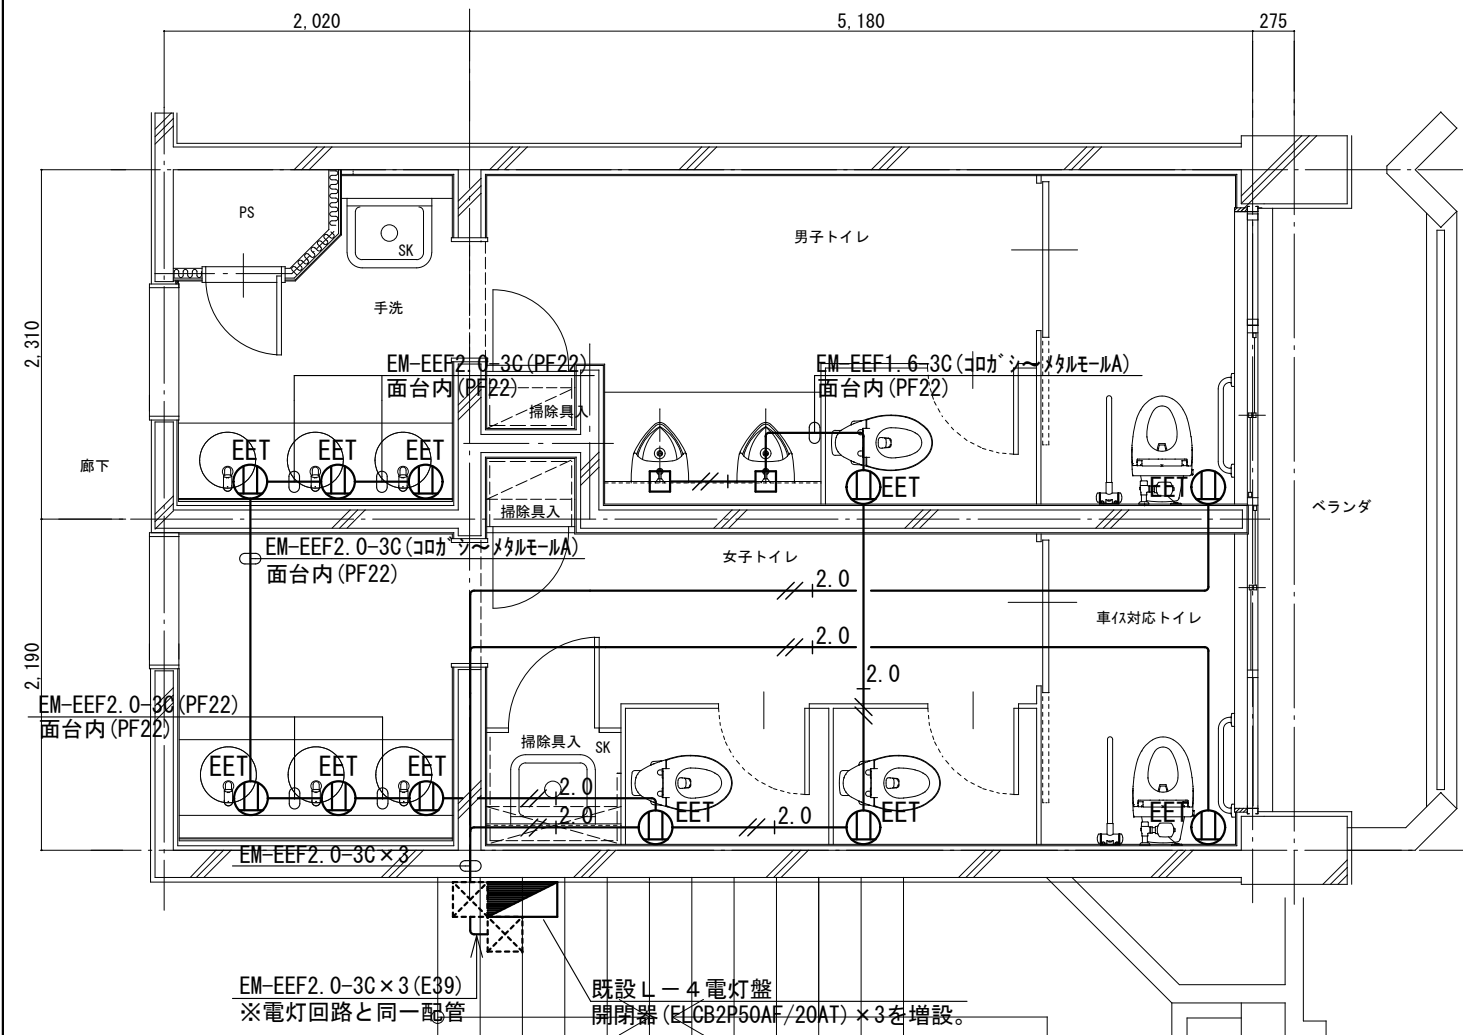 2,020
5,180
275
PS
SK
男子トイレ
手洗
2,310
EM-EEF2.0-3C(PF22)
面台内(PF22)
EM-EEF1.6-3C(コロガシ～メタルモールA)
面台内(PF22)
掃除具入
EET
EET
EET
廊下
EET
EET
掃除具入
ベランダ
EM-EEF2.0-3C(コロガシ～メタルモールA)
面台内(PF22)
女子トイレ
2.0
車イス対応トイレ
2.0
2,190
2.0
EM-EEF2.0-3C(PF22)
面台内(PF22)
掃除具入
SK
EET
EET
EET
2.0
2.0
EET
2.0
EET
EET
EM-EEF2.0-3C×3
EM-EEF2.0-3C×3(E39)
※電灯回路と同一配管
既設L－4電灯盤
開閉器(ELCB2P50AF/20AT)×3を増設。